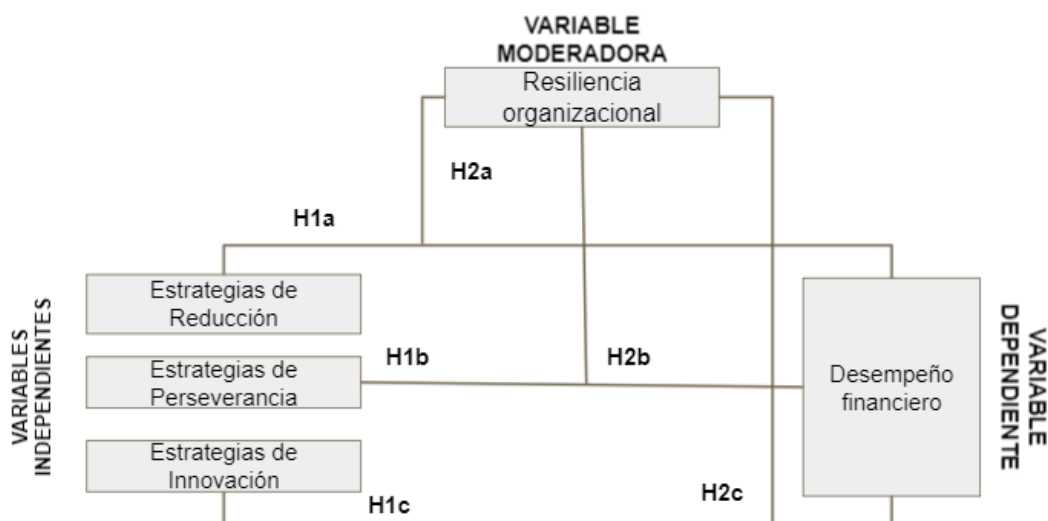 VARIABLE
MODERADORA
Resiliencia
organizacional
H2a
H1a
VARIABLES
INDEPENDIENTES
Estrategias de
Reducción
Estrategias de
Perseverancia
H1b
H2b
Estrategias de
Innovación
H1c
H2c
Desempeño
financiero
VARIABLE
DEPENDIENTE